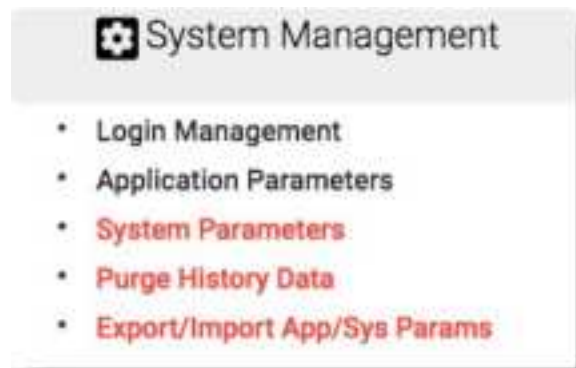 System Management
Login Management
Application Parameters
System Parameters
Purge History Data
Export/Import App/Sys Params